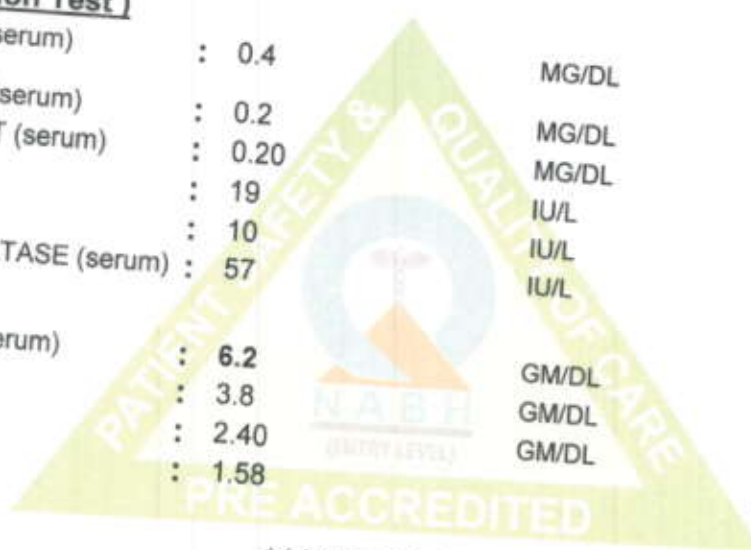 ion Test )
serum) : 0.4 MG/DL
serum) : 0.2 MG/DL
T (serum) : 0.20 MG/DL
: 19 IU/L
: 10 IU/L
TASE (serum) : 57 IU/L
erum) : 6.2 GM/DL
: 3.8 GM/DL
: 2.40 GM/DL
: 1.58
PATIENT SAFETY & QUALITY OF CARE
NABH
(ENTRY LEVEL)
PRE ACCREDITED